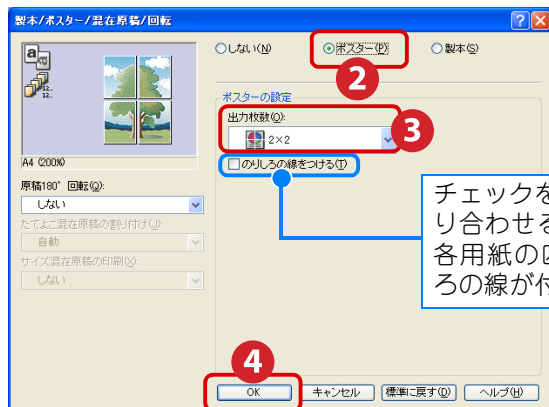 製本/ポスター/混在原稿/回転
しない(N)
ポスター(P)
製本(S)
2
a
a
12..
12..
A4 (200%)
ポスターの設定
出力枚数(O):
2×2
3
のりしろの線をつける(T)
原稿180°回転(Q):
しない
たてよこ混在原稿の割り付け(J):
自動
サイズ混在原稿の印刷(X):
しない
チェックを
り合わせる
各用紙の四
ろの線が付
4
OK
キャンセル
標準に戻す(D)
ヘルプ(H)